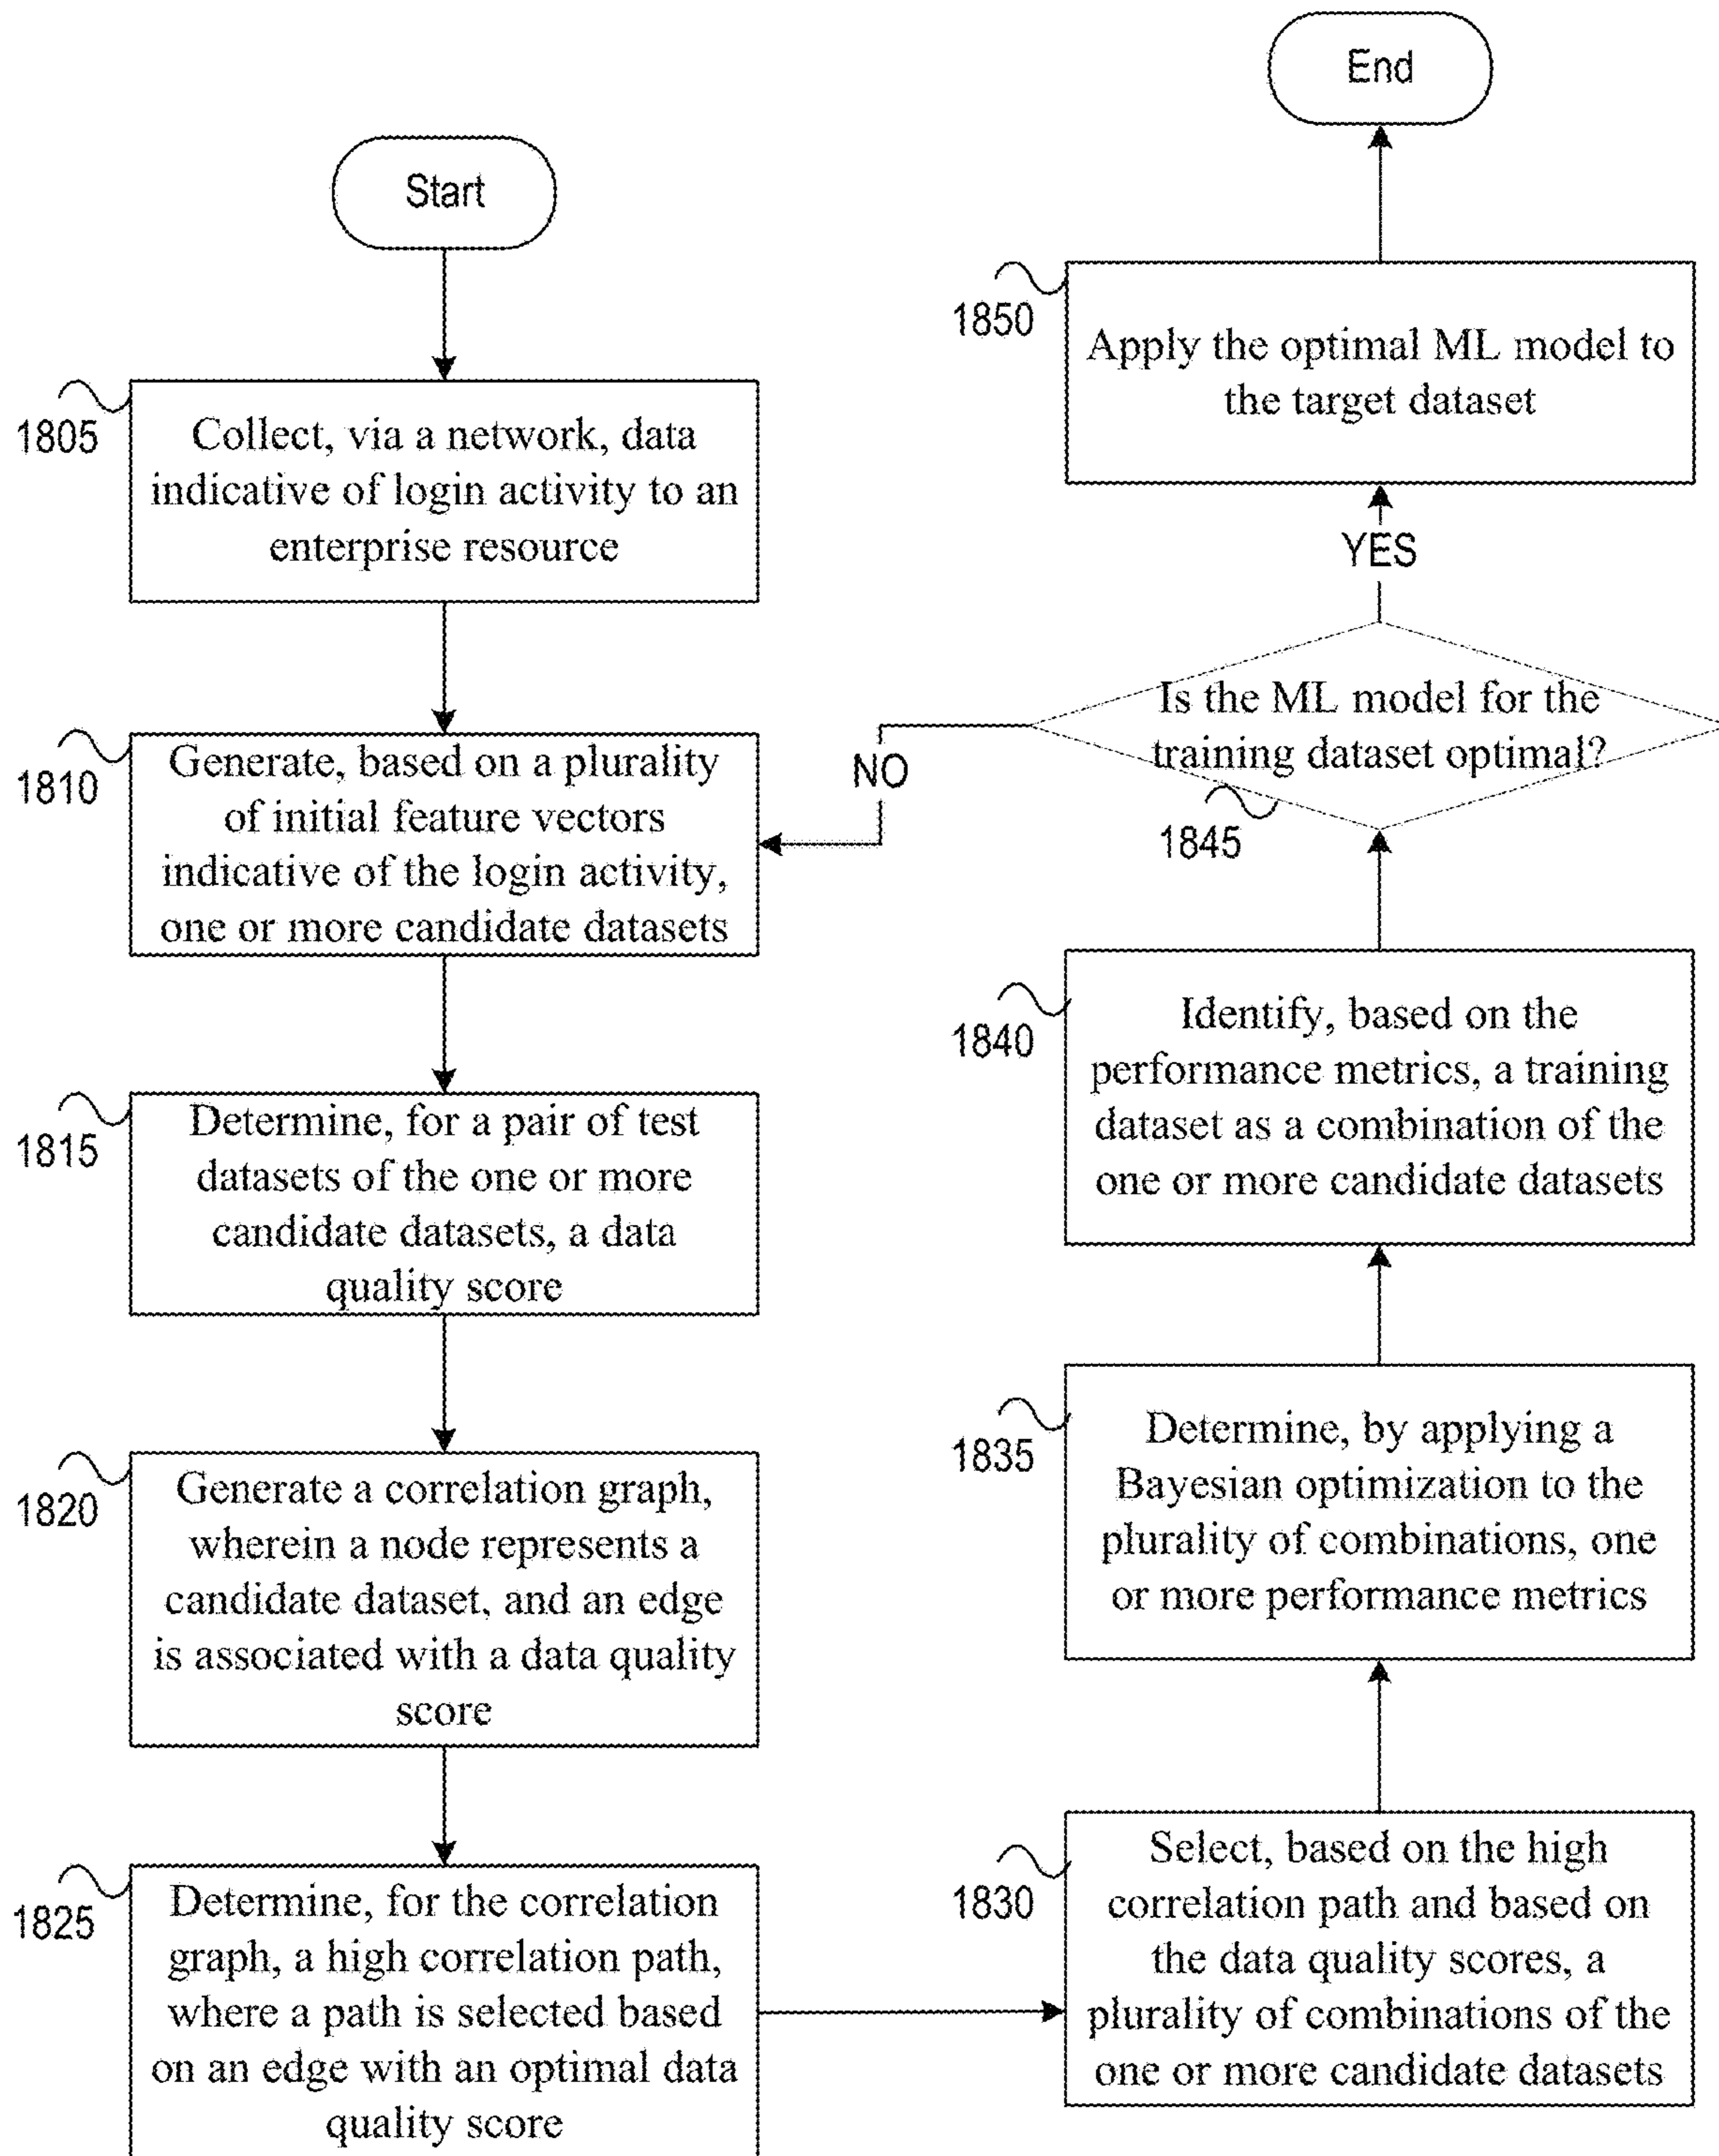 Start
1805
Collect, via a network, data
indicative of login activity to an
enterprise resource
1810
Generate, based on a plurality
of initial feature vectors
indicative of the login activity,
one or more candidate datasets
1815
Determine, for a pair of test
datasets of the one or more
candidate datasets, a data
quality score
1820
Generate a correlation graph,
wherein a node represents a
candidate dataset, and an edge
is associated with a data quality
score
1825
Determine, for the correlation
graph, a high correlation path,
where a path is selected based
on an edge with an optimal data
quality score
1830
Select, based on the high
correlation path and based on
the data quality scores, a
plurality of combinations of the
one or more candidate datasets
1835
Determine, by applying a
Bayesian optimization to the
plurality of combinations, one
or more performance metrics
1840
Identify, based on the
performance metrics, a training
dataset as a combination of the
one or more candidate datasets
Is the ML model for the
training dataset optimal?
1845
NO
YES
1850
Apply the optimal ML model to
the target dataset
End